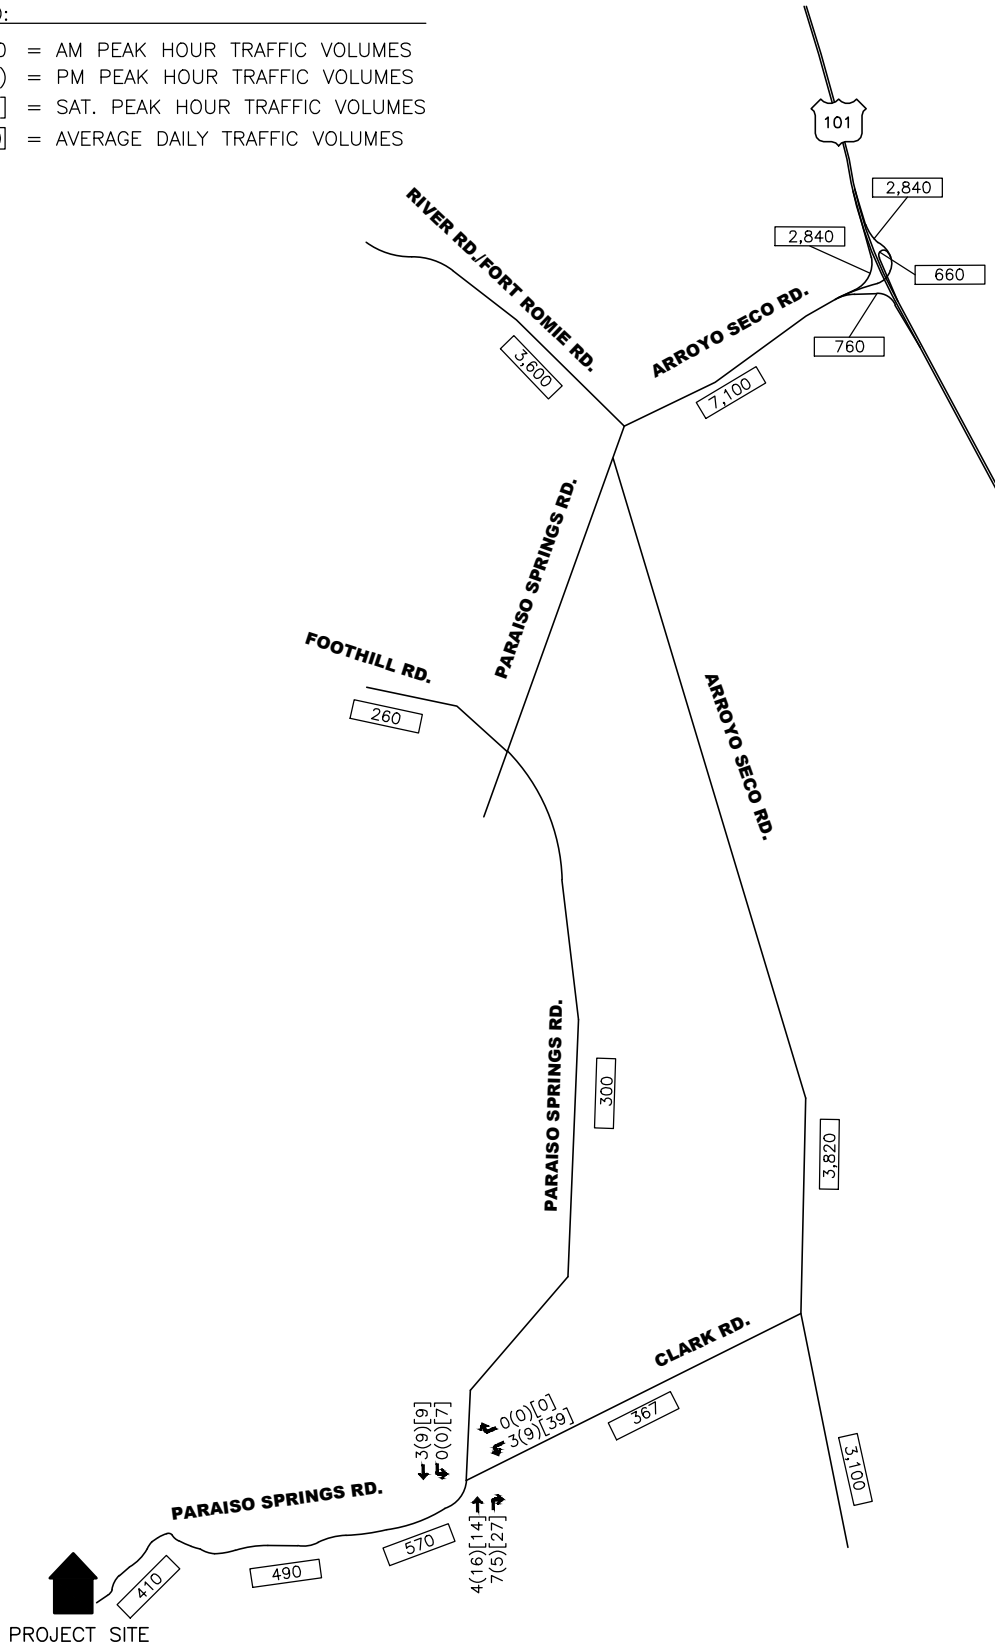 :
= AM PEAK HOUR TRAFFIC VOLUMES
) = PM PEAK HOUR TRAFFIC VOLUMES
] = SAT. PEAK HOUR TRAFFIC VOLUMES
= AVERAGE DAILY TRAFFIC VOLUMES
101
2,840
2,840
660
760
RIVER RD./FORT ROMIE RD.
3,600
ARROYO SECO RD.
7,100
PARAISO SPRINGS RD.
FOOTHILL RD.
260
ARROYO SECO RD.
PARAISO SPRINGS RD.
300
3,820
CLARK RD.
367
3,100
0(0)[0]
3(9)[39]
3(9)[9]
0(0)[7]
4(16)[14]
7(5)[27]
PARAISO SPRINGS RD.
570
490
410
PROJECT SITE